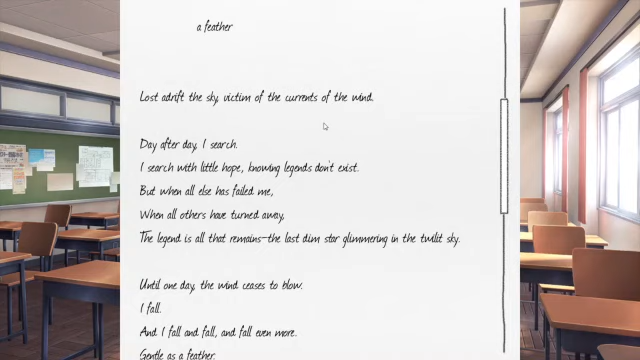 a feather
Lost adrift the sky, victim of the currents of the wind.
Day after day, I search.
I search with little hope, knowing legends don't exist.
But when all else has failed me,
When all others have turned away,
The legend is all that remains—the last dim star glimmering in the twilit sky.
Until one day, the wind ceases to blow.
I fall.
And I fall and fall, and fall even more.
Gentle as a feather.